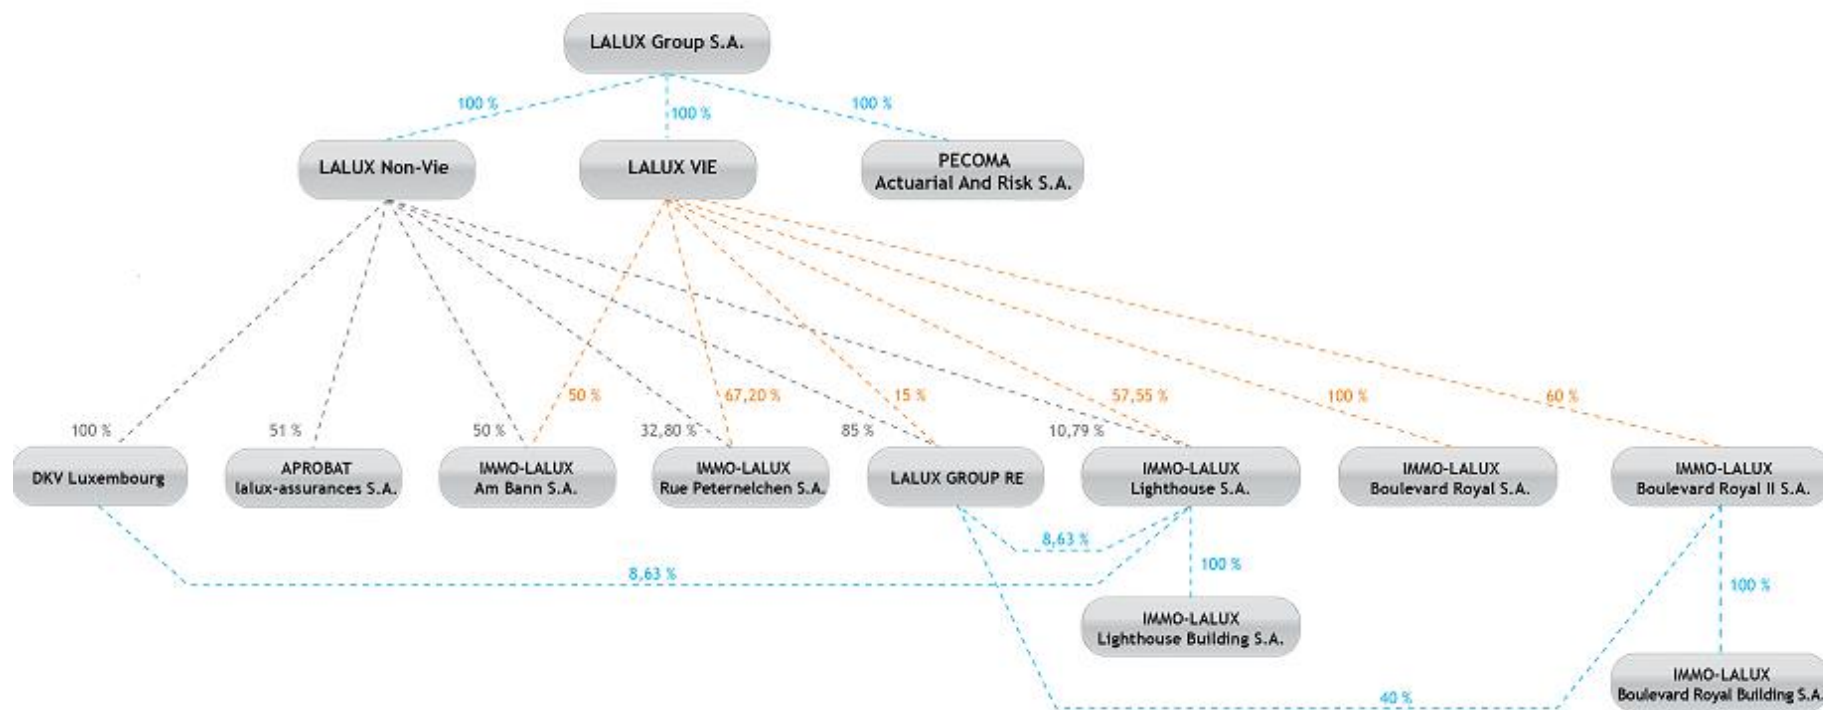 LALUX Group S.A.
100 %
100 %
100 %
LALUX Non-Vie
LALUX VIE
PECOMA
Actuarial And Risk S.A.
50 %
67,20 %
15 %
57,55 %
100 %
60 %
100 %
51 %
50 %
32,80 %
85 %
10,79 %
DKV Luxembourg
APROBAT
lalux-assurances S.A.
IMMO-LALUX
Am Bann S.A.
IMMO-LALUX
Rue Peternelchen S.A.
LALUX GROUP RE
IMMO-LALUX
Lighthouse S.A.
IMMO-LALUX
Boulevard Royal S.A.
IMMO-LALUX
Boulevard Royal II S.A.
8,63 %
8,63 %
100 %
100 %
IMMO-LALUX
Lighthouse Building S.A.
IMMO-LALUX
Boulevard Royal Building S.A.
40 %